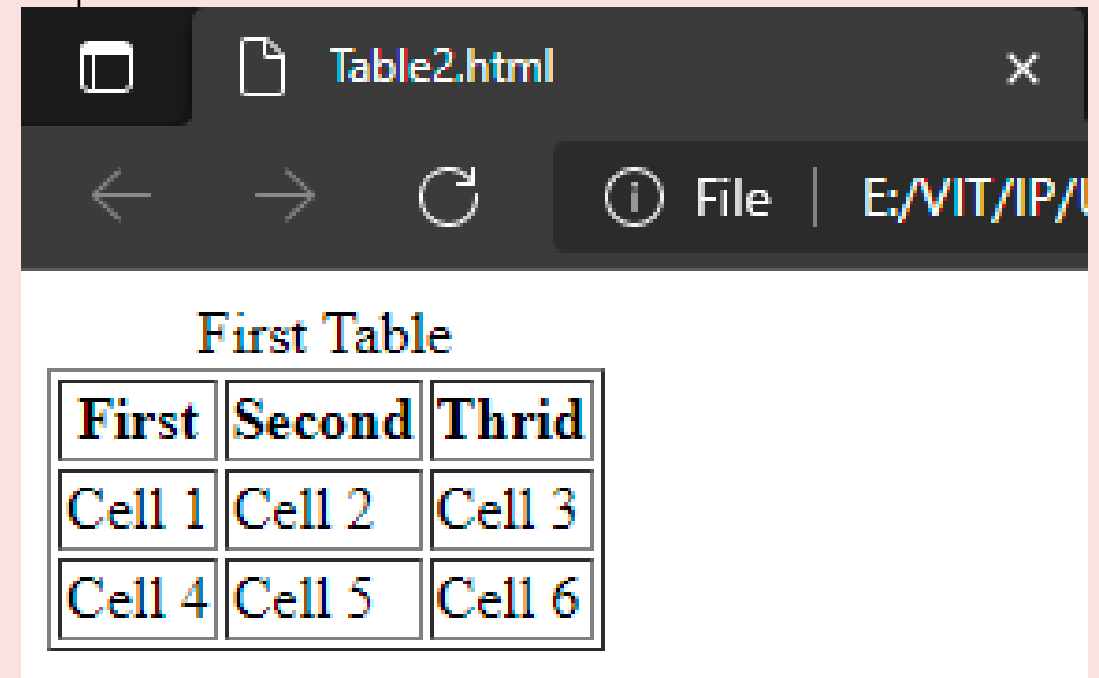 Table2.html
File | E:/VIT/IP/
First Table
First Second Thrid
Cell 1 Cell 2 Cell 3
Cell 4 Cell 5 Cell 6